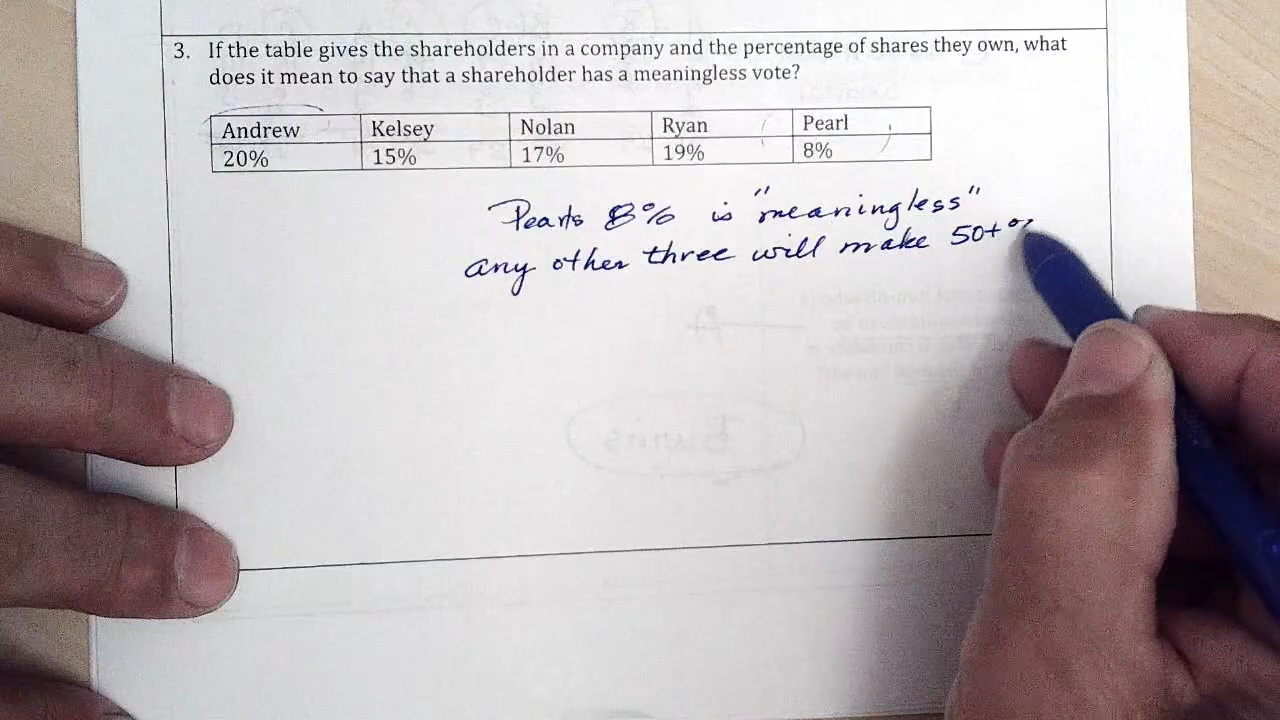 3. If the table gives the shareholders in a company and the percentage of shares they own, what
does it mean to say that a shareholder has a meaningless vote?
Andrew Kelsey Nolan Ryan Pearl
20% 15% 17% 19% 8%
Pearls 8% is "meaningless"
any other three will make 50+%